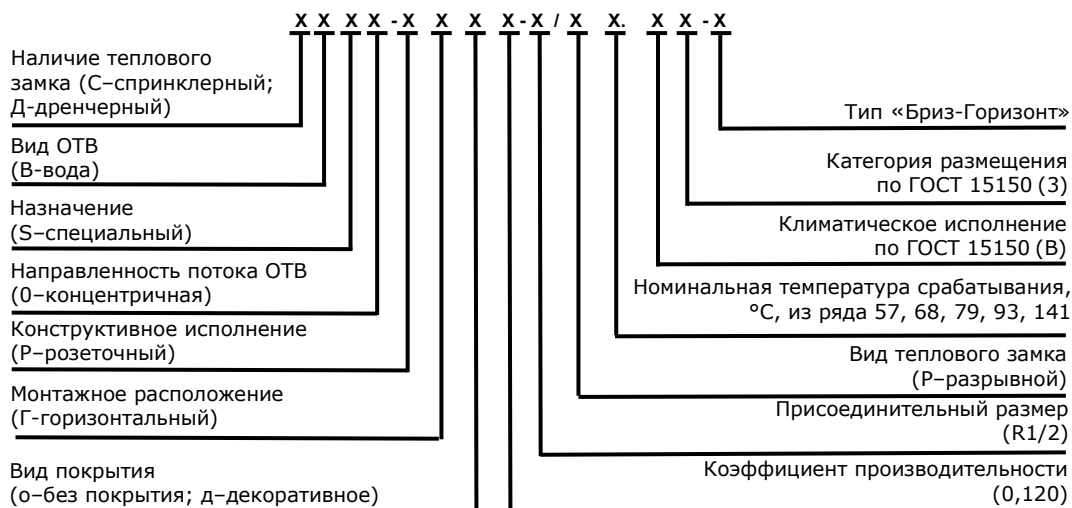 X X X X - X X X X - X / X X. X X - X
Наличие теплового
замка (С–спринклерный;
Д-дренчерный)
Вид ОТВ
(В-вода)
Назначение
(S–специальный)
Направленность потока ОТВ
(0–концентричная)
Конструктивное исполнение
(Р–розеточный)
Монтажное расположение
(Г-горизонтальный)
Вид покрытия
(о–без покрытия; д–декоративное)
Тип «Бриз-Горизонт»
Категория размещения
по ГОСТ 15150 (3)
Климатическое исполнение
по ГОСТ 15150 (В)
Номинальная температура срабатывания,
°С, из ряда 57, 68, 79, 93, 141
Вид теплового замка
(Р–разрывной)
Присоединительный размер
(R1/2)
Коэффициент производительности
(0,120)